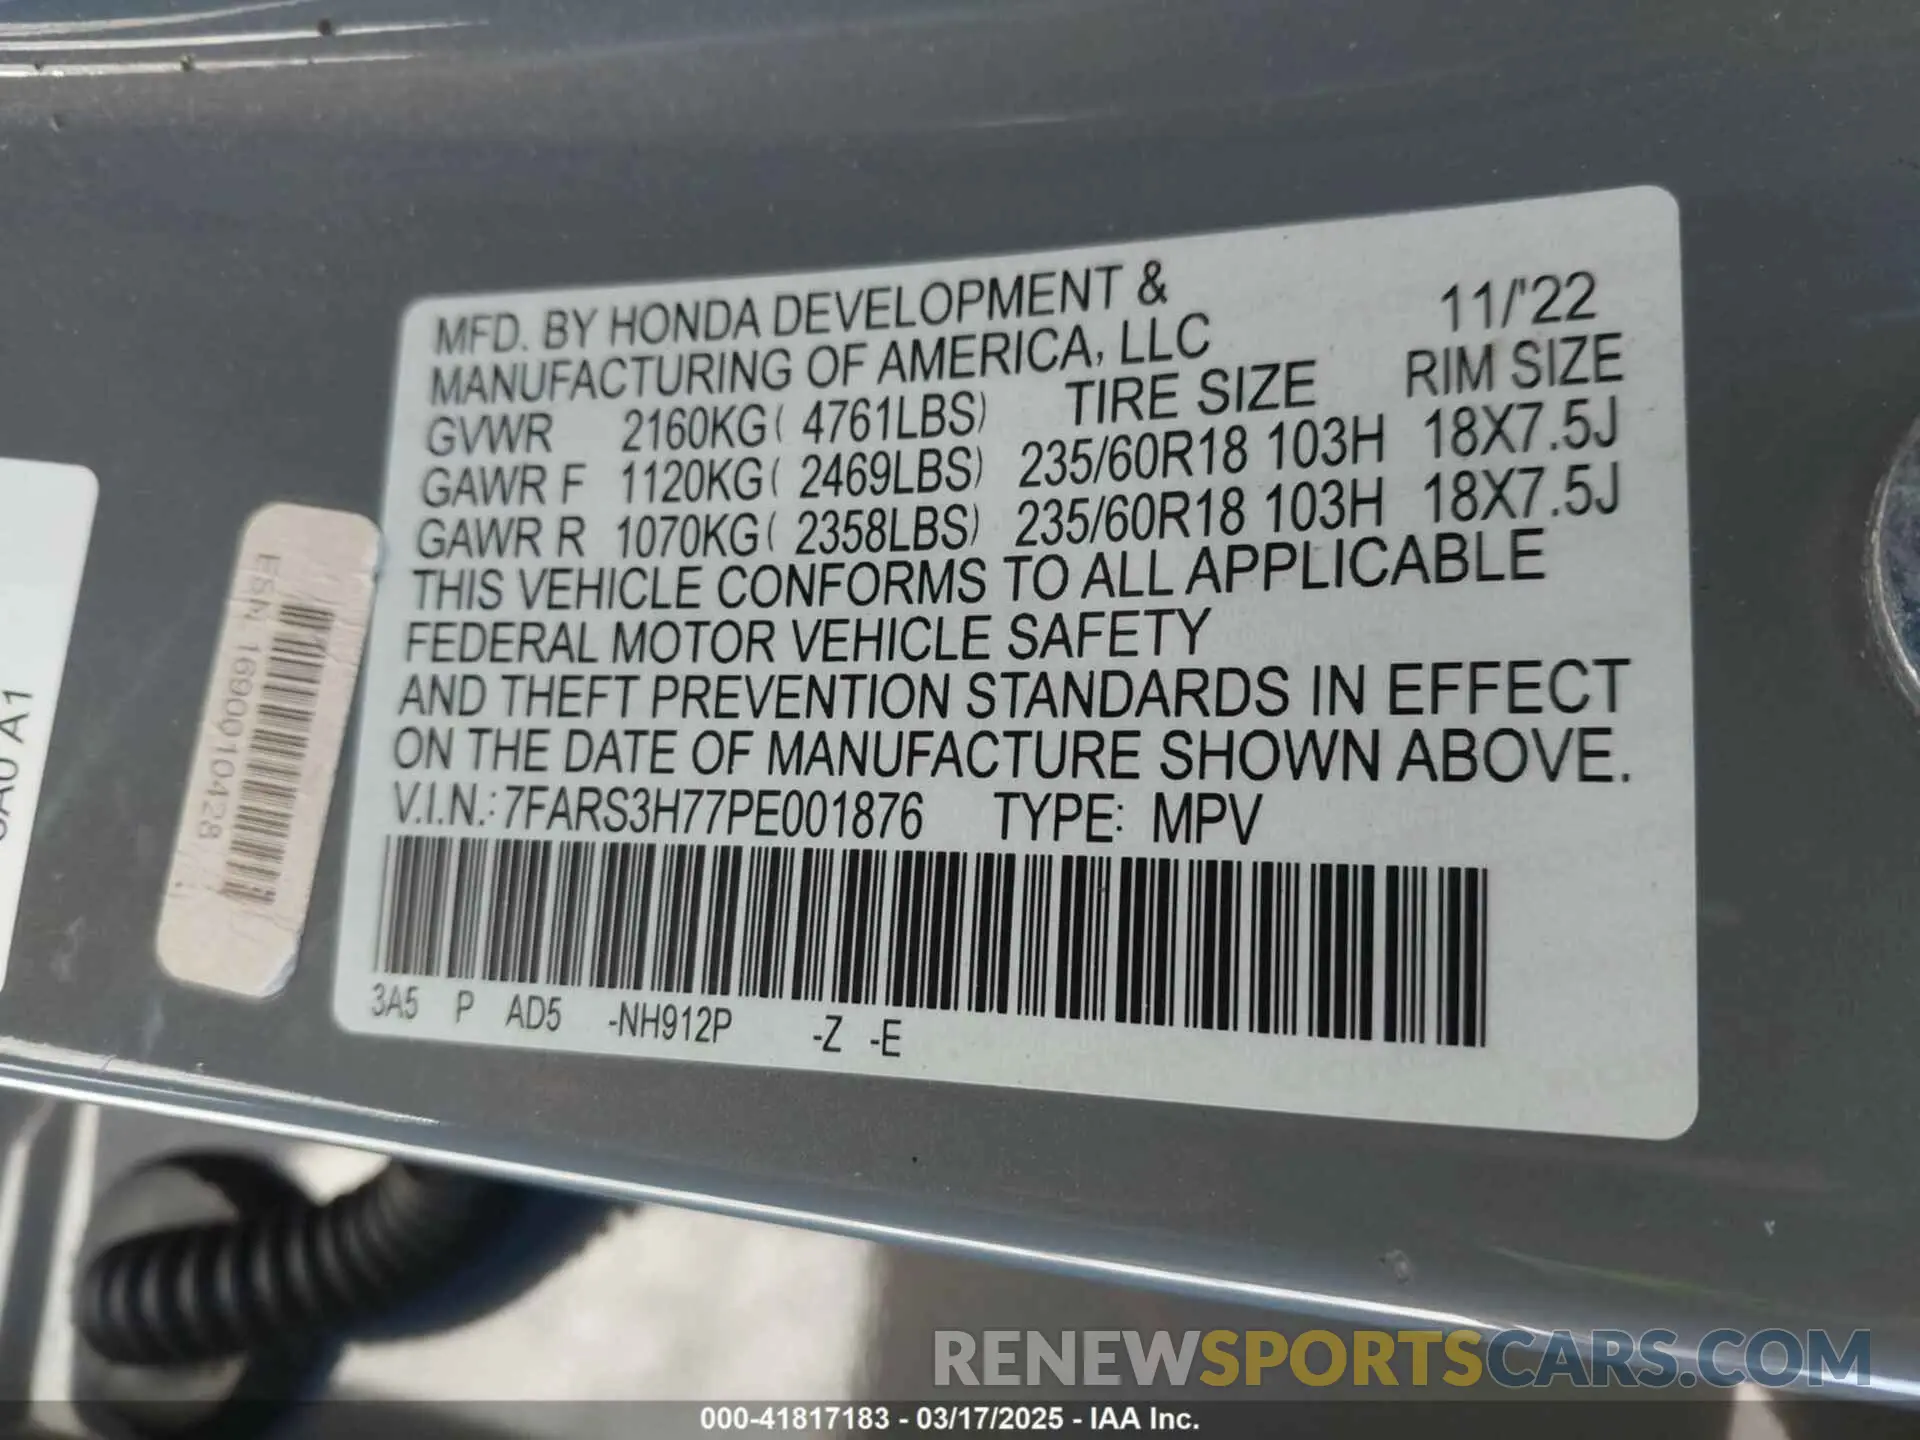 MFD. BY HONDA DEVELOPMENT &
MANUFACTURING OF AMERICA, LLC 11/'22
GVWR 2160KG( 4761LBS) TIRE SIZE RIM SIZE
GAWR F 1120KG( 2469LBS) 235/60R18 103H 18X7.5J
GAWR R 1070KG( 2358LBS) 235/60R18 103H 18X7.5J
THIS VEHICLE CONFORMS TO ALL APPLICABLE
FEDERAL MOTOR VEHICLE SAFETY
AND THEFT PREVENTION STANDARDS IN EFFECT
ON THE DATE OF MANUFACTURE SHOWN ABOVE.
V.I.N.: 7FARS3H77PE001876 TYPE: MPV
3A5 P AD5 -NH912P -Z -E
ESN 1690010428
A1
RENEWSPORTSCARS.COM
000-41817183 - 03/17/2025 - IAA Inc.